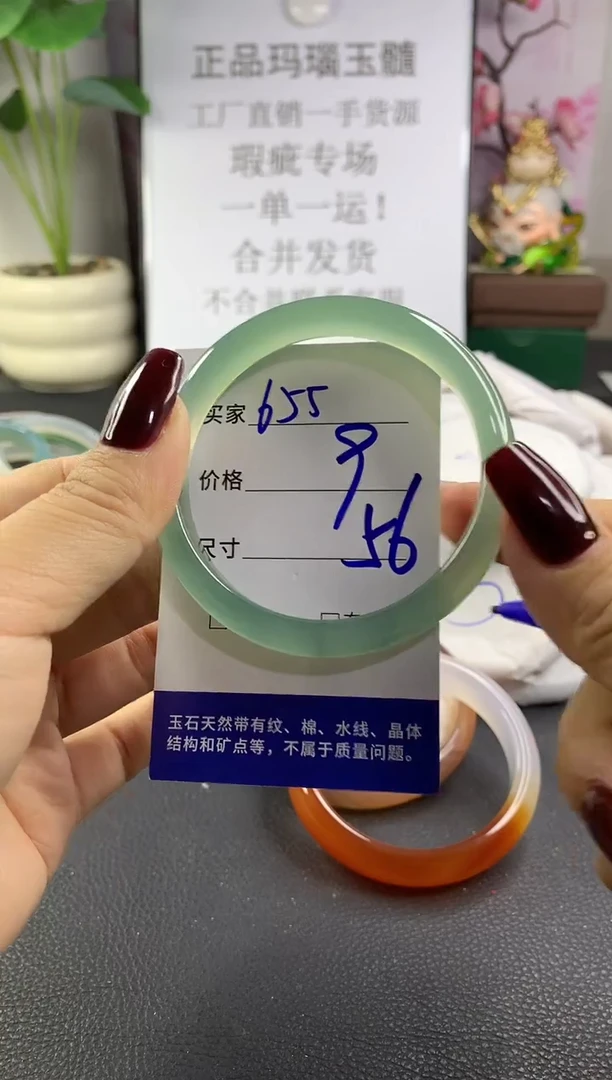 正品玛瑙玉髓
工厂直销一手货源
瑕疵专场
一单一运！
合并发货
买家 655
价格 9
尺寸 56
玉石天然带有纹、棉、水线、晶体
结构和矿点等，不属于质量问题。